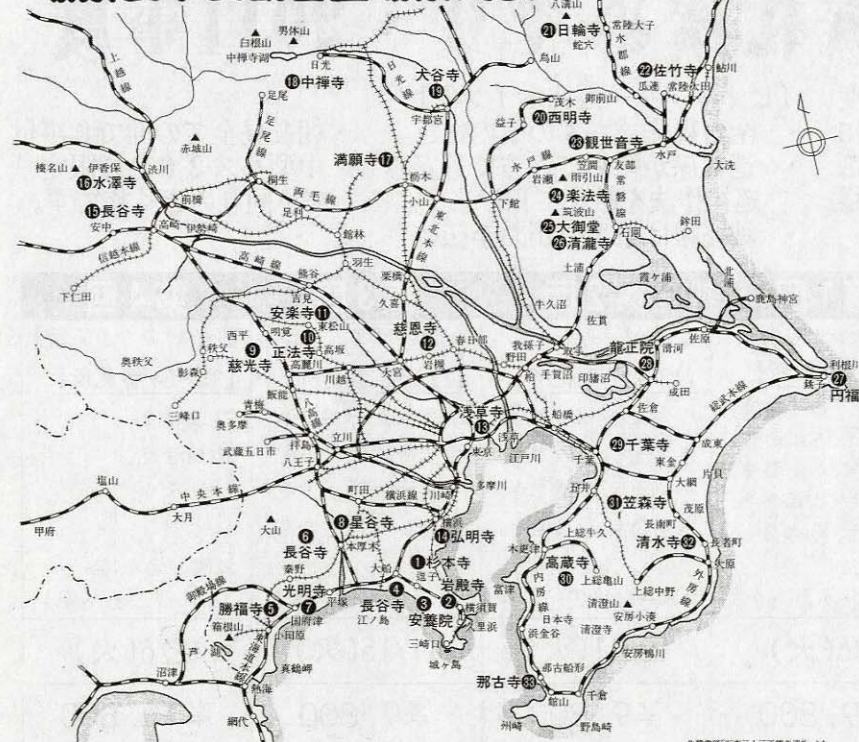 八溝山
常陸大子
㉑日輪寺
蛇穴
水郡線
男体山
白根山
中禅寺湖
日光
烏山
㉒佐竹寺
鮎川
瓜連
常陸太田
上越線
⑱中禅寺
日光線
大谷寺
⑲
宇都宮
足尾
足尾線
茂木
御前山
⑳西明寺
益子
㉓観世音寺
水戸
大洗
赤城山
榛名山
伊香保
渋川
満願寺⑰
栃木
水戸線
笠間
友部
岩瀬
雨引山
⑯水澤寺
前橋
桐生
両毛線
小山
東北本線
下館
㉔楽法寺
常磐線
⑮長谷寺
安中
高崎
伊勢崎
足利
筑波山
㉕大御堂
石岡
鉾田
㉖清瀧寺
信越本線
高崎線
館林
羽生
栗橋
土浦
霞ケ浦
北浦
下仁田
熊谷
久喜
牛久沼
鹿島神宮
吉見
安楽寺⑪
佐貫
秩父
西平
明覚
東松山
⑩
正法寺
高坂
慈恩寺
⑫
春日部
岩槻
我孫子
取手
龍正院
㉘
滑河
佐原
奥秩父
⑨
慈光寺
影森
高麗川
川越
大宮
野田
柏
手賀沼
印旛沼
成田
利根川
銚子
㉗
円福
三峰口
飯能
青梅
奥多摩
八高線
浅草寺
⑬
浅草
船橋
佐倉
総武本線
武蔵五日市
拝島
立川
八王子
東京
江戸川
千葉
㉙千葉寺
成東
東金
片貝
塩山
中央本線
大月
甲府
町田
横浜線
川崎
多摩川
五井
大網
㉛笠森寺
茂原
大山
⑧星谷寺
本厚木
横浜
⑭弘明寺
上総牛久
長南町
清水寺㉜
長者町
大原
⑥
長谷寺
秦野
大船
①杉本寺
逗子
木更津
高蔵寺
㉚
上総亀山
上総中野
外房線
御殿場線
光明寺
⑦
平塚
④
長谷寺
江ノ島
③
安養院
岩殿寺
②
横須賀
久里浜
富津
内房線
清澄山
安房小湊
勝福寺⑤
国府津
小田原
箱根山
芦ノ湖
東海道本線
三崎口
城ヶ島
日本寺
浜金谷
清澄寺
安房鴨川
沼津
真鶴岬
熱海
網代
那古船形
那古寺㉝
館山
千倉
州崎
野島崎